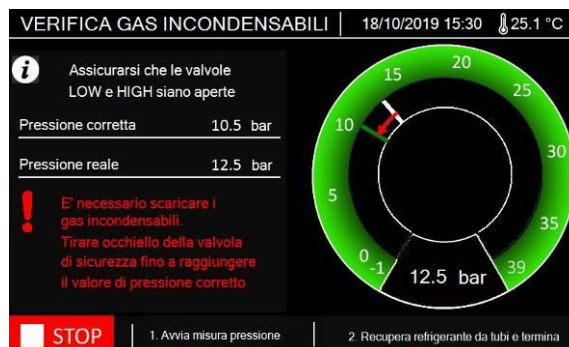 VERIFICA GAS INCONDENSABILI
18/10/2019 15:30
25.1 °C
i
Assicurarsi che le valvole
LOW e HIGH siano aperte
Pressione corretta 10.5 bar
Pressione reale 12.5 bar
!
E' necessario scaricare i
gas incondensabili.
Tirare occhiello della valvola
di sicurezza fino a raggiungere
il valore di pressione corretto
-1
0
5
10
15
20
25
30
35
39
12.5 bar
STOP
1. Avvia misura pressione
2. Recupera refrigerante da tubi e termina